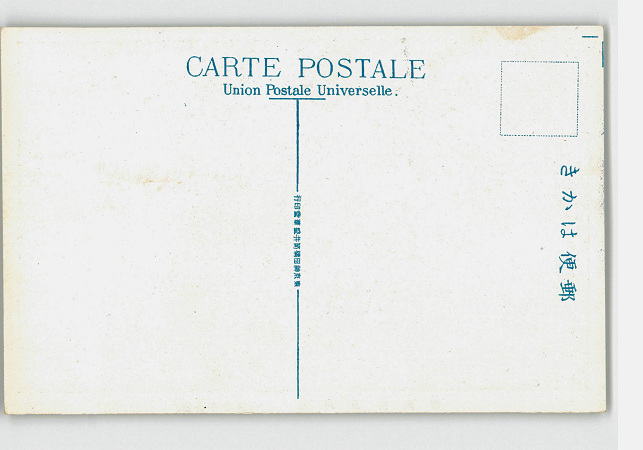 CARTE POSTALE
Union Postale Universelle.
きかは便郵